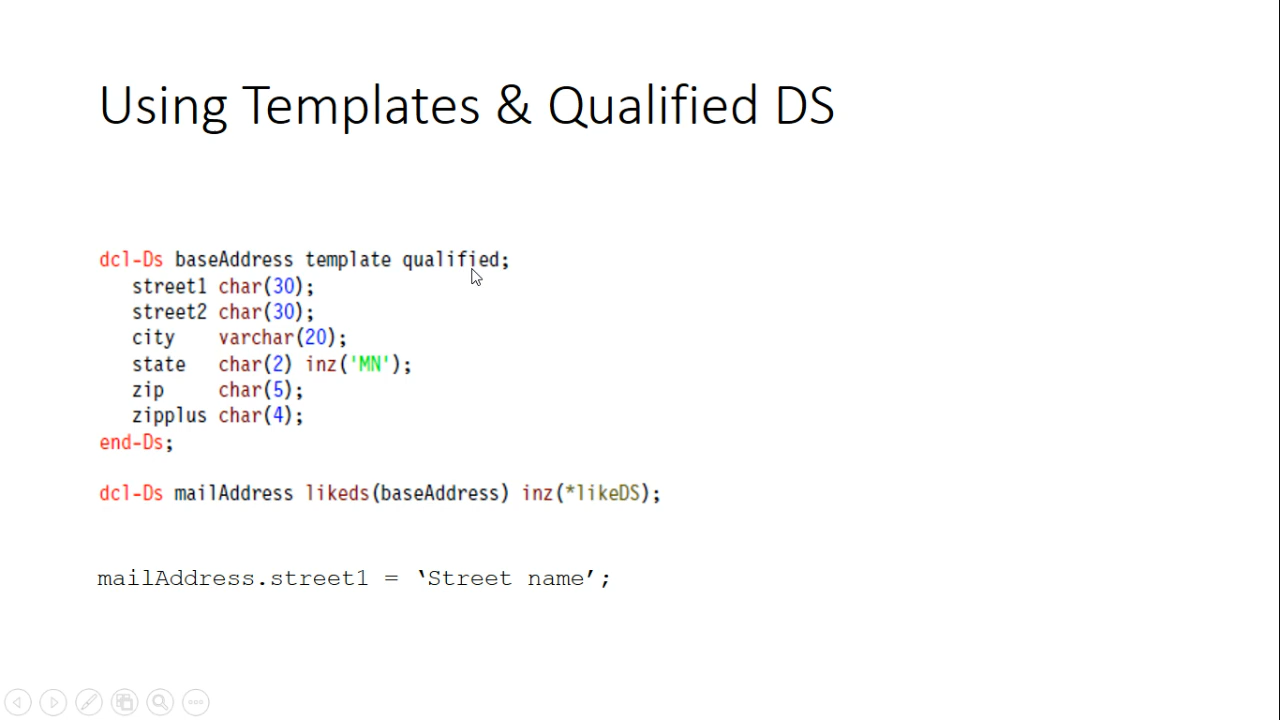 Using Templates & Qualified DS
dcl-Ds baseAddress template qualified;
street1 char(30);
street2 char(30);
city varchar(20);
state char(2) inz('MN');
zip char(5);
zipplus char(4);
end-Ds;
dcl-Ds mailAddress likeds(baseAddress) inz(*likeDS);
mailAddress.street1 = ‘Street name’;